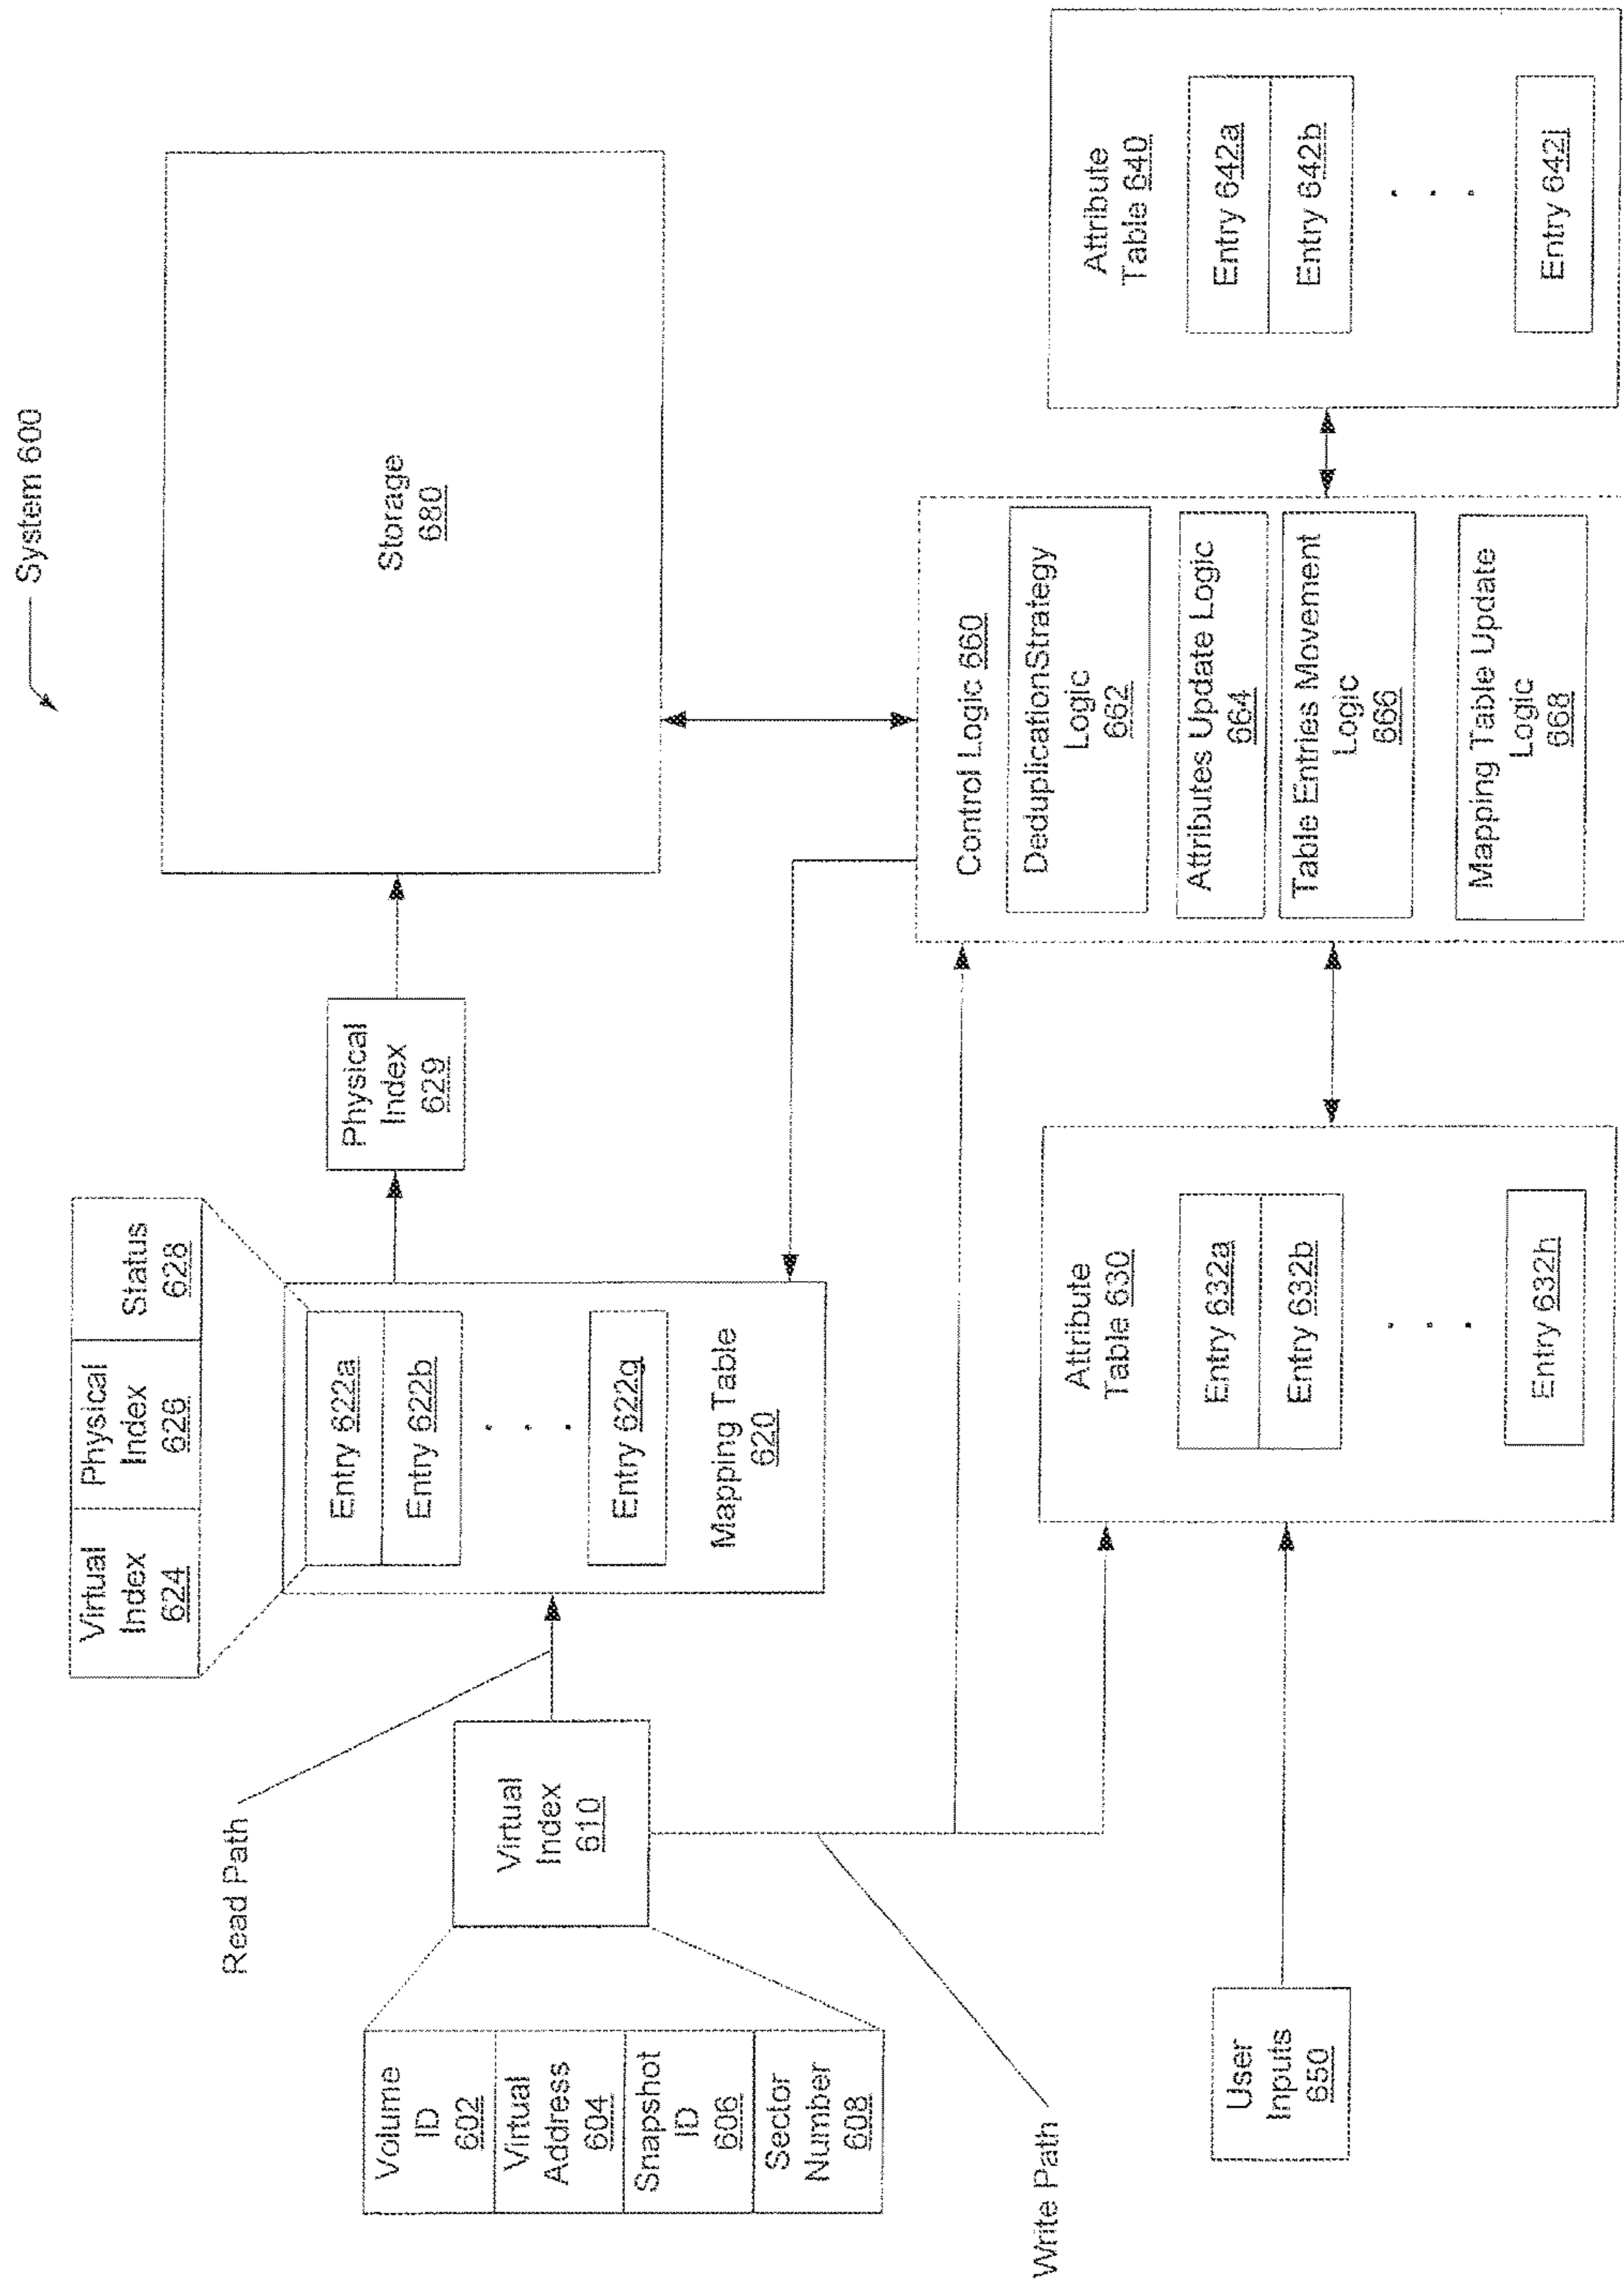 System 600
Virtual
Index
624
Physical
Index
626
Status
628
Entry 622a
Entry 622b
. . .
Entry 622g
Mapping Table
620
Physical
Index
629
Storage
680
Read Path
Volume
ID
602
Virtual
Address
604
Snapshot
ID
606
Sector
Number
608
Virtual
Index
610
Write Path
User
Inputs
650
Attribute
Table 630
Entry 632a
Entry 632b
. . .
Entry 632h
Control Logic 660
DeduplicationStrategy
Logic
662
Attributes Update Logic
664
Table Entries Movement
Logic
666
Mapping Table Update
Logic
668
Attribute
Table 640
Entry 642a
Entry 642b
. . .
Entry 642j